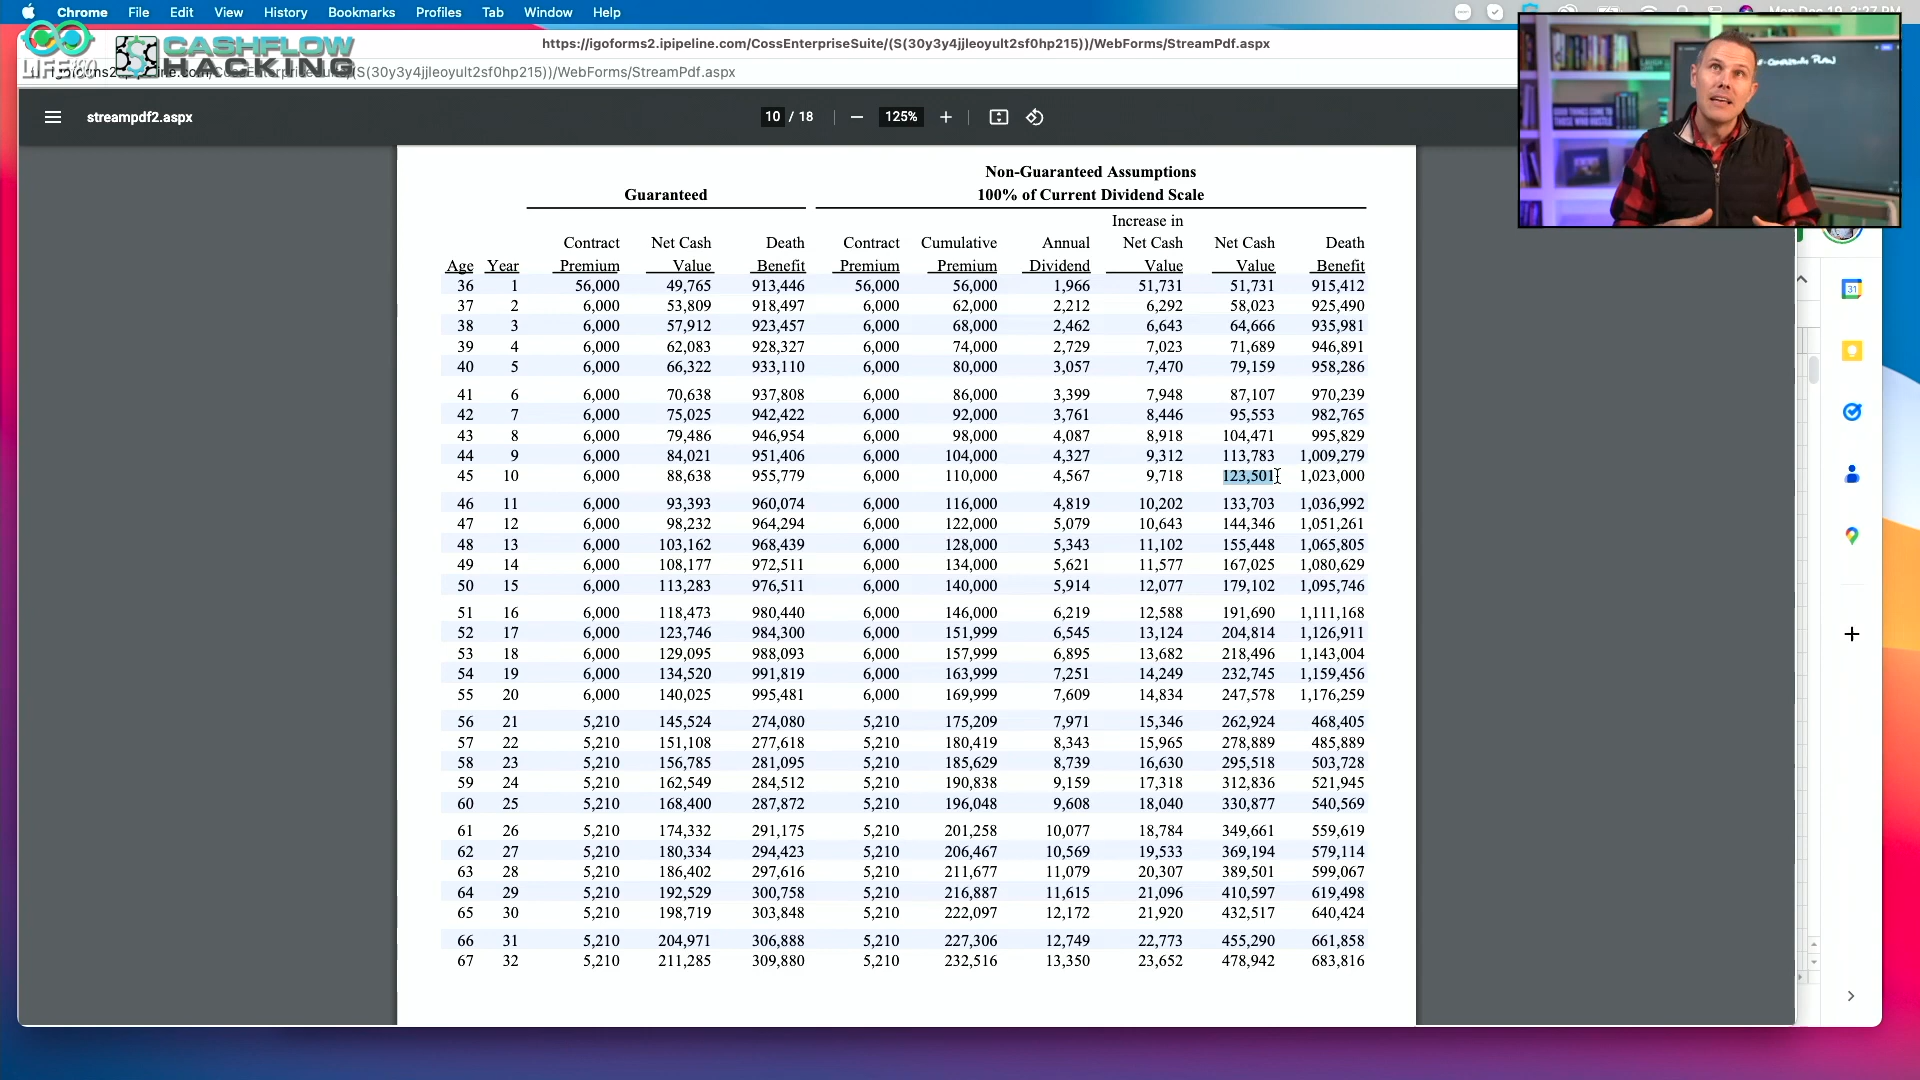 Chrome File Edit View History Bookmarks Profiles Tab Window Help
LIFE360
CASHFLOW
HACKING
https://igoforms2.ipipeline.com/CossEnterpriseSuite/(S(30y3y4jjleoyult2sf0hp215))/WebForms/StreamPdf.aspx
streampdf2.aspx
10 / 18
125%
Non-Guaranteed Assumptions
Guaranteed 100% of Current Dividend Scale
Increase in
Contract Net Cash Death Contract Cumulative Annual Net Cash Net Cash Death
Age Year Premium Value Benefit Premium Premium Dividend Value Value Benefit
36 1 56,000 49,765 913,446 56,000 56,000 1,966 51,731 51,731 915,412
37 2 6,000 53,809 918,497 6,000 62,000 2,212 6,292 58,023 925,490
38 3 6,000 57,912 923,457 6,000 68,000 2,462 6,643 64,666 935,981
39 4 6,000 62,083 928,327 6,000 74,000 2,729 7,023 71,689 946,891
40 5 6,000 66,322 933,110 6,000 80,000 3,057 7,470 79,159 958,286
41 6 6,000 70,638 937,808 6,000 86,000 3,399 7,948 87,107 970,239
42 7 6,000 75,025 942,422 6,000 92,000 3,761 8,446 95,553 982,765
43 8 6,000 79,486 946,954 6,000 98,000 4,087 8,918 104,471 995,829
44 9 6,000 84,021 951,406 6,000 104,000 4,327 9,312 113,783 1,009,279
45 10 6,000 88,638 955,779 6,000 110,000 4,567 9,718 123,501 1,023,000
46 11 6,000 93,393 960,074 6,000 116,000 4,819 10,202 133,703 1,036,992
47 12 6,000 98,232 964,294 6,000 122,000 5,079 10,643 144,346 1,051,261
48 13 6,000 103,162 968,439 6,000 128,000 5,343 11,102 155,448 1,065,805
49 14 6,000 108,177 972,511 6,000 134,000 5,621 11,577 167,025 1,080,629
50 15 6,000 113,283 976,511 6,000 140,000 5,914 12,077 179,102 1,095,746
51 16 6,000 118,473 980,440 6,000 146,000 6,219 12,588 191,690 1,111,168
52 17 6,000 123,746 984,300 6,000 151,999 6,545 13,124 204,814 1,126,911
53 18 6,000 129,095 988,093 6,000 157,999 6,895 13,682 218,496 1,143,004
54 19 6,000 134,520 991,819 6,000 163,999 7,251 14,249 232,745 1,159,456
55 20 6,000 140,025 995,481 6,000 169,999 7,609 14,834 247,578 1,176,259
56 21 5,210 145,524 274,080 5,210 175,209 7,971 15,346 262,924 468,405
57 22 5,210 151,108 277,618 5,210 180,419 8,343 15,965 278,889 485,889
58 23 5,210 156,785 281,095 5,210 185,629 8,739 16,630 295,518 503,728
59 24 5,210 162,549 284,512 5,210 190,838 9,159 17,318 312,836 521,945
60 25 5,210 168,400 287,872 5,210 196,048 9,608 18,040 330,877 540,569
61 26 5,210 174,332 291,175 5,210 201,258 10,077 18,784 349,661 559,619
62 27 5,210 180,334 294,423 5,210 206,467 10,569 19,533 369,194 579,114
63 28 5,210 186,402 297,616 5,210 211,677 11,079 20,307 389,501 599,067
64 29 5,210 192,529 300,758 5,210 216,887 11,615 21,096 410,597 619,498
65 30 5,210 198,719 303,848 5,210 222,097 12,172 21,920 432,517 640,424
66 31 5,210 204,971 306,888 5,210 227,306 12,749 22,773 455,290 661,858
67 32 5,210 211,285 309,880 5,210 232,516 13,350 23,652 478,942 683,816